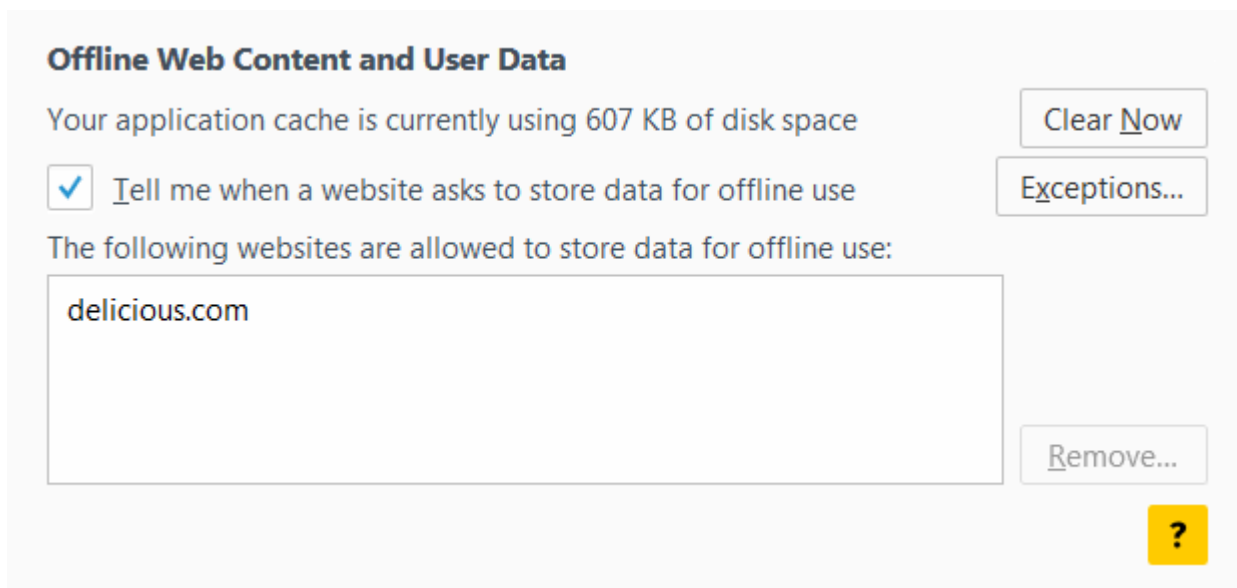 Offline Web Content and User Data
Your application cache is currently using 607 KB of disk space
Clear Now
Tell me when a website asks to store data for offline use
Exceptions...
The following websites are allowed to store data for offline use:
delicious.com
Remove...
?